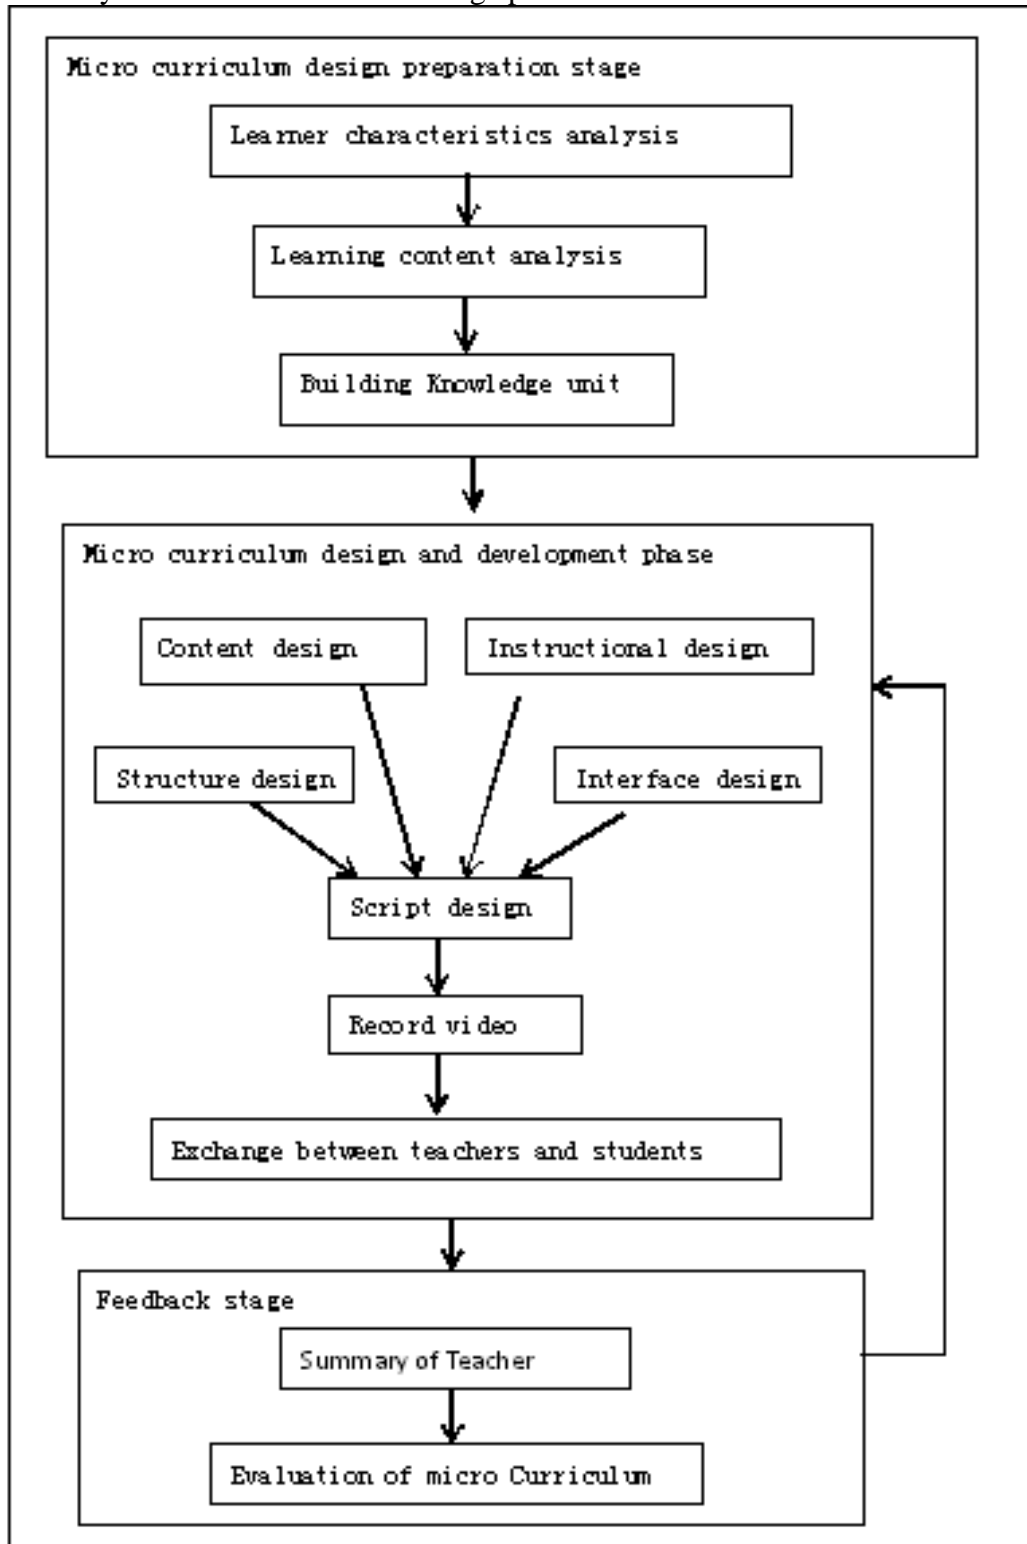 Micro curriculum design preparation stage
Learner characteristics analysis
Learning content analysis
Building Knowledge unit
Micro curriculum design and development phase
Content design
Instructional design
Structure design
Interface design
Script design
Record video
Exchange between teachers and students
Feedback stage
Summary of Teacher
Evaluation of micro Curriculum